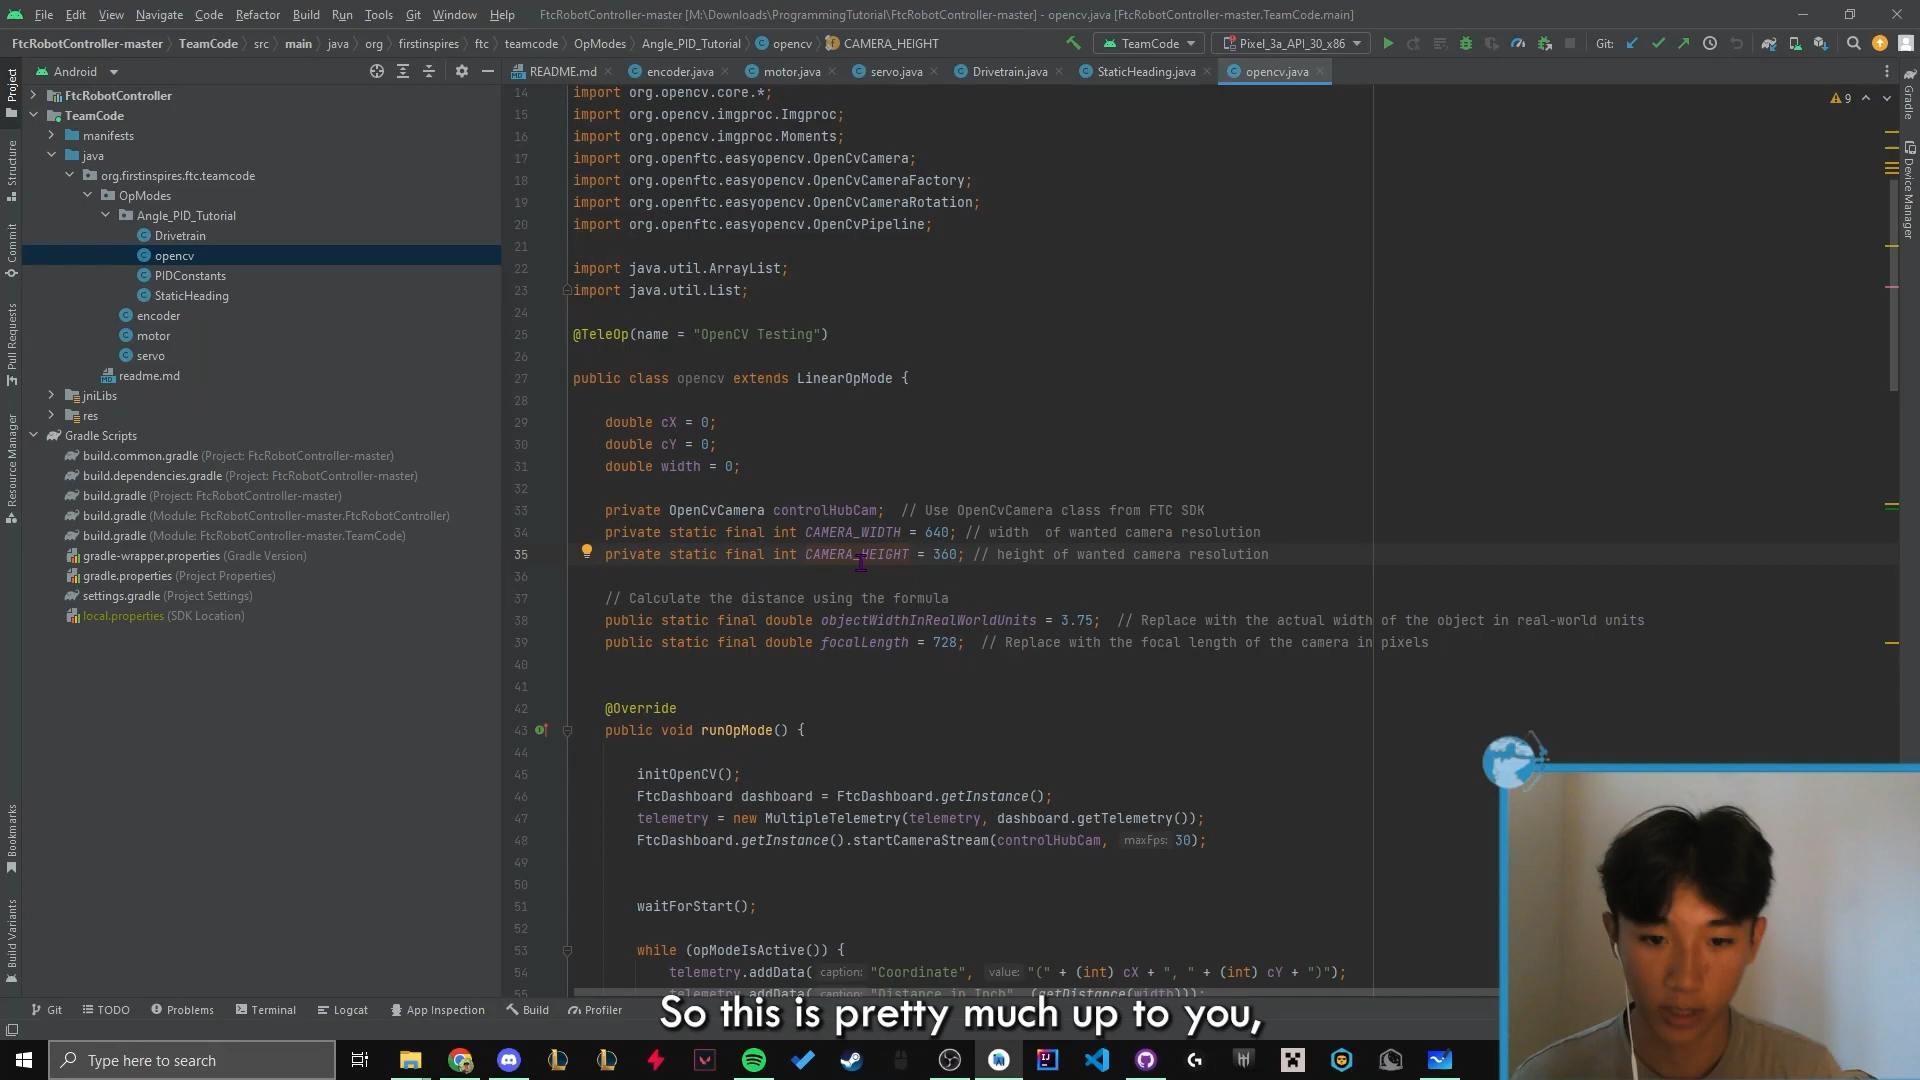 File Edit View Navigate Code Refactor Build Run Tools Git Window Help FtcRobotController-master [M:\Downloads\ProgrammingTutorial\FtcRobotController-master] - opencv.java [FtcRobotController-master.TeamCode.main]
FtcRobotController-master TeamCode src main java org firstinspires ftc teamcode OpModes Angle_PID_Tutorial opencv CAMERA_HEIGHT TeamCode Pixel_3a_API_30_x86 Git:
Android README.md encoder.java motor.java servo.java Drivetrain.java StaticHeading.java opencv.java
Project
Structure
Commit
Pull Requests
Resource Manager
Bookmarks
Build Variants
FtcRobotController
TeamCode
manifests
java
org.firstinspires.ftc.teamcode
OpModes
Angle_PID_Tutorial
Drivetrain
opencv
PIDConstants
StaticHeading
encoder
motor
servo
readme.md
jniLibs
res
Gradle Scripts
build.common.gradle (Project: FtcRobotController-master)
build.dependencies.gradle (Project: FtcRobotController-master)
build.gradle (Project: FtcRobotController-master)
build.gradle (Module: FtcRobotController-master.FtcRobotController)
build.gradle (Module: FtcRobotController-master.TeamCode)
gradle-wrapper.properties (Gradle Version)
gradle.properties (Project Properties)
settings.gradle (Project Settings)
local.properties (SDK Location)
14 import org.opencv.core.*;
15 import org.opencv.imgproc.Imgproc;
16 import org.opencv.imgproc.Moments;
17 import org.openftc.easyopencv.OpenCvCamera;
18 import org.openftc.easyopencv.OpenCvCameraFactory;
19 import org.openftc.easyopencv.OpenCvCameraRotation;
20 import org.openftc.easyopencv.OpenCvPipeline;
21
22 import java.util.ArrayList;
23 import java.util.List;
24
25 @TeleOp(name = "OpenCV Testing")
26
27 public class opencv extends LinearOpMode {
28
29 double cX = 0;
30 double cY = 0;
31 double width = 0;
32
33 private OpenCvCamera controlHubCam; // Use OpenCvCamera class from FTC SDK
34 private static final int CAMERA_WIDTH = 640; // width of wanted camera resolution
35 private static final int CAMERA_HEIGHT = 360; // height of wanted camera resolution
36
37 // Calculate the distance using the formula
38 public static final double objectWidthInRealWorldUnits = 3.75; // Replace with the actual width of the object in real-world units
39 public static final double focalLength = 728; // Replace with the focal length of the camera in pixels
40
41
42 @Override
43 public void runOpMode() {
44
45 initOpenCV();
46 FtcDashboard dashboard = FtcDashboard.getInstance();
47 telemetry = new MultipleTelemetry(telemetry, dashboard.getTelemetry());
48 FtcDashboard.getInstance().startCameraStream(controlHubCam, maxFps: 30);
49
50
51 waitForStart();
52
53 while (opModeIsActive()) {
54 telemetry.addData( caption: "Coordinate", value: "(" + (int) cX + ", " + (int) cY + ")");
55 telemetry.addData( caption: "Distance in Inch", (getDistance(width)));
9
Gradle
Device Manager
Git TODO Problems Terminal Logcat App Inspection Build Profiler
So this is pretty much up to you,
Type here to search